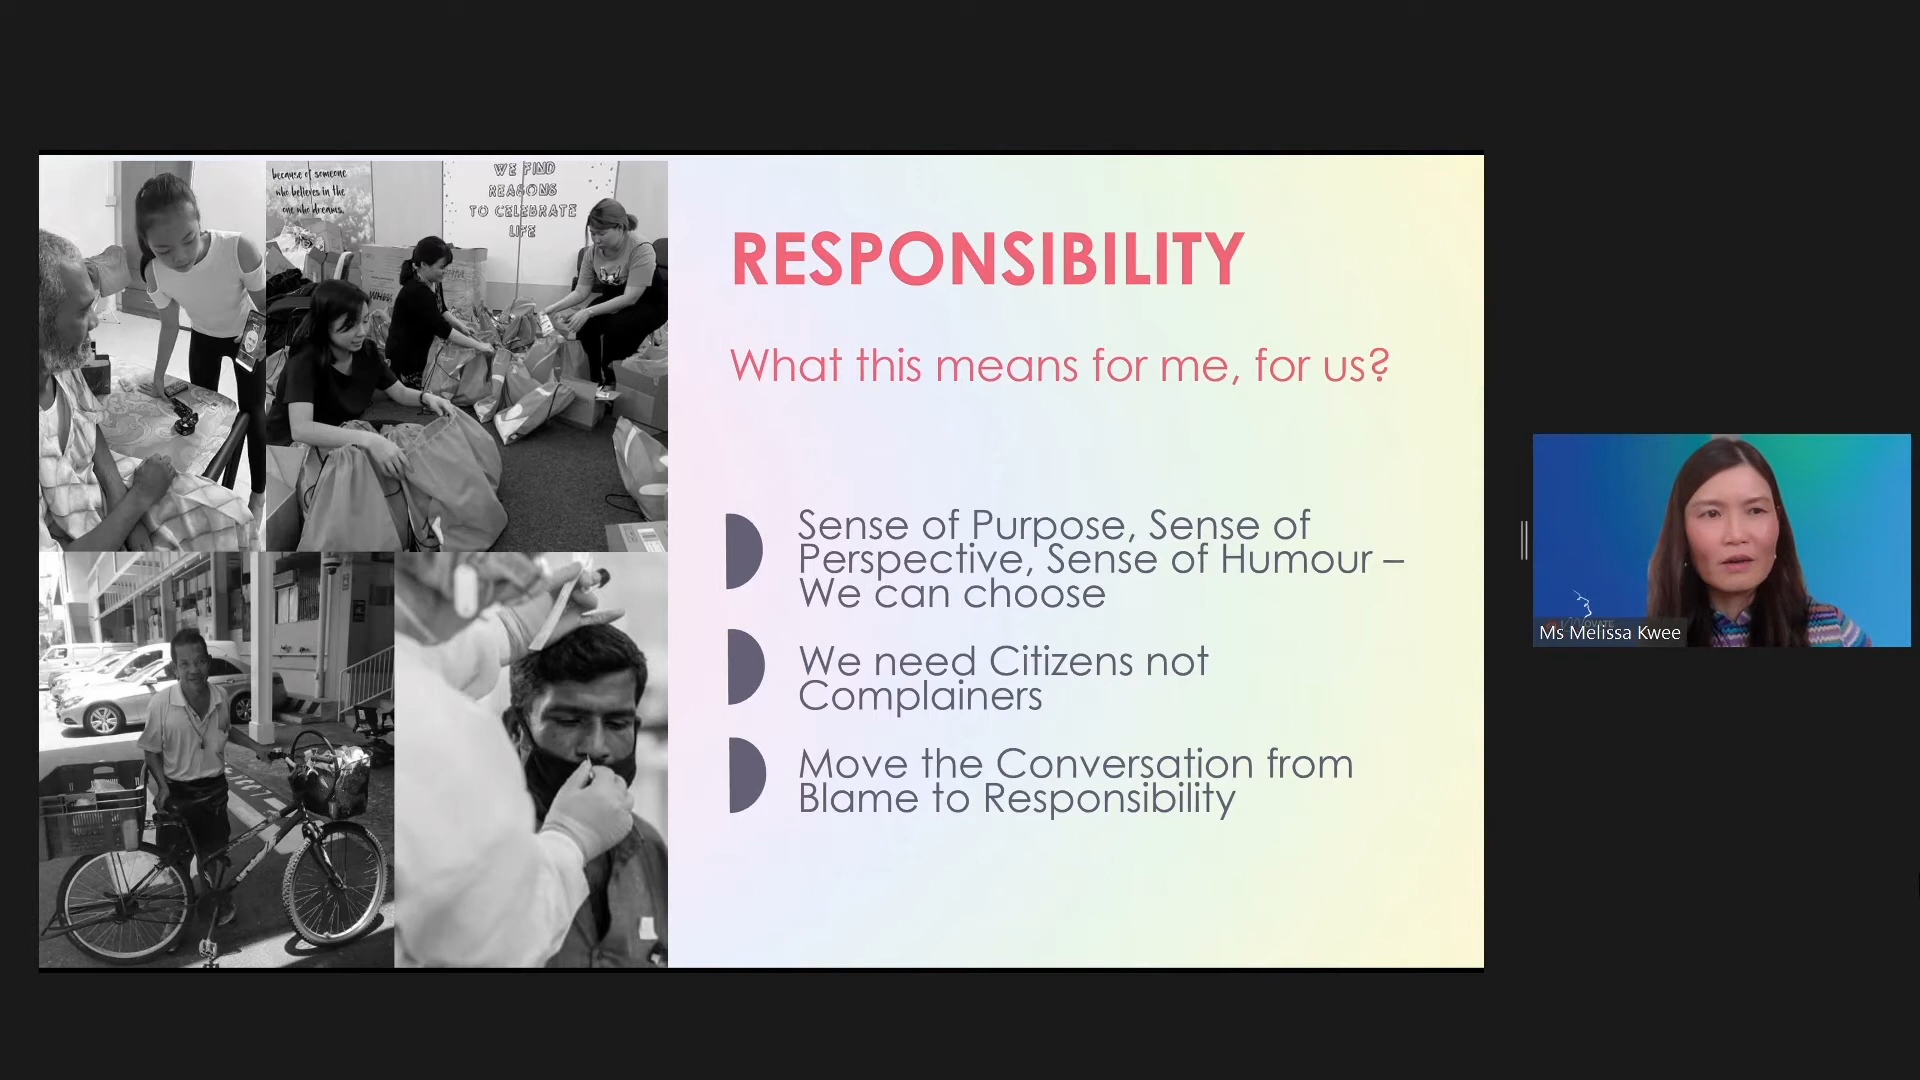 because of someone
who believes in the
one who dreams.
WE FIND
REASONS
TO CELEBRATE
LIFE
RESPONSIBILITY
What this means for me, for us?
Sense of Purpose, Sense of
Perspective, Sense of Humour –
We can choose
We need Citizens not
Complainers
Move the Conversation from
Blame to Responsibility
Ms Melissa Kwee